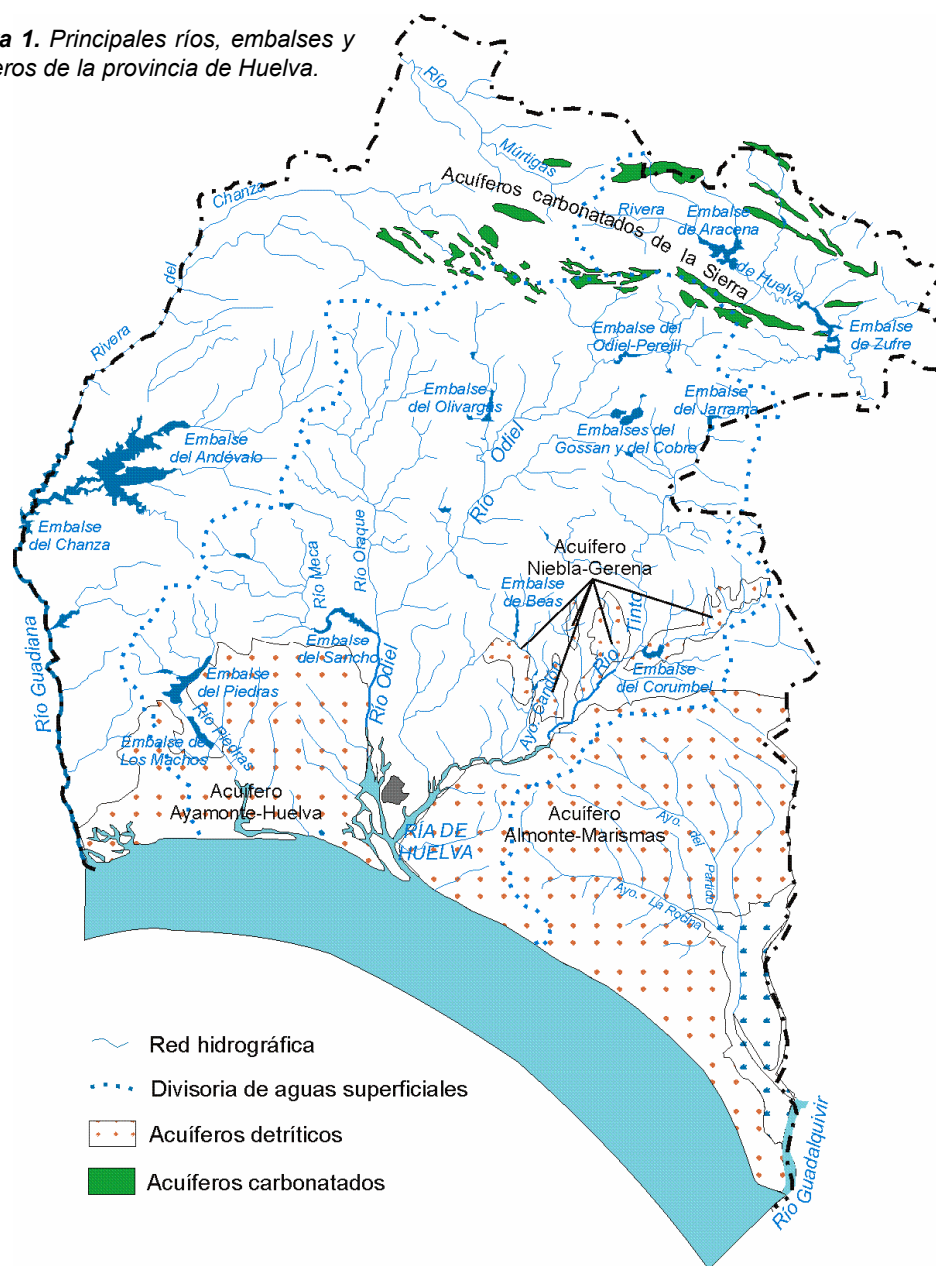 a 1. Principales ríos, embalses y
eros de la provincia de Huelva.
Río
Múrtigas
Acuíferos carbonatados de la Sierra
Chanza
del
Rivera
Rivera
de Huelva
Embalse
de Aracena
Embalse
de Zufre
Embalse del
Odiel-Perejil
Embalse
del Olivargas
Embalse
del Jarrama
Embalses del
Gossan y del Cobre
Odiel
Río
Embalse
del Andévalo
Embalse
del Chanza
Río Meca
Río Oraque
Acuífero
Niebla-Gerena
Embalse
de Beas
Tinto
Río
Embalse
del Sancho
Río Odiel
Ayo. Candón
Embalse
del Corumbel
Río Guadiana
Embalse
del Piedras
Río Piedras
Embalse de
Los Machos
Acuífero
Ayamonte-Huelva
RÍA DE
HUELVA
Acuífero
Almonte-Marismas
Ayo. del Partido
Ayo. La Rocina
Río Guadalquivir
Red hidrográfica
Divisoria de aguas superficiales
Acuíferos detríticos
Acuíferos carbonatados